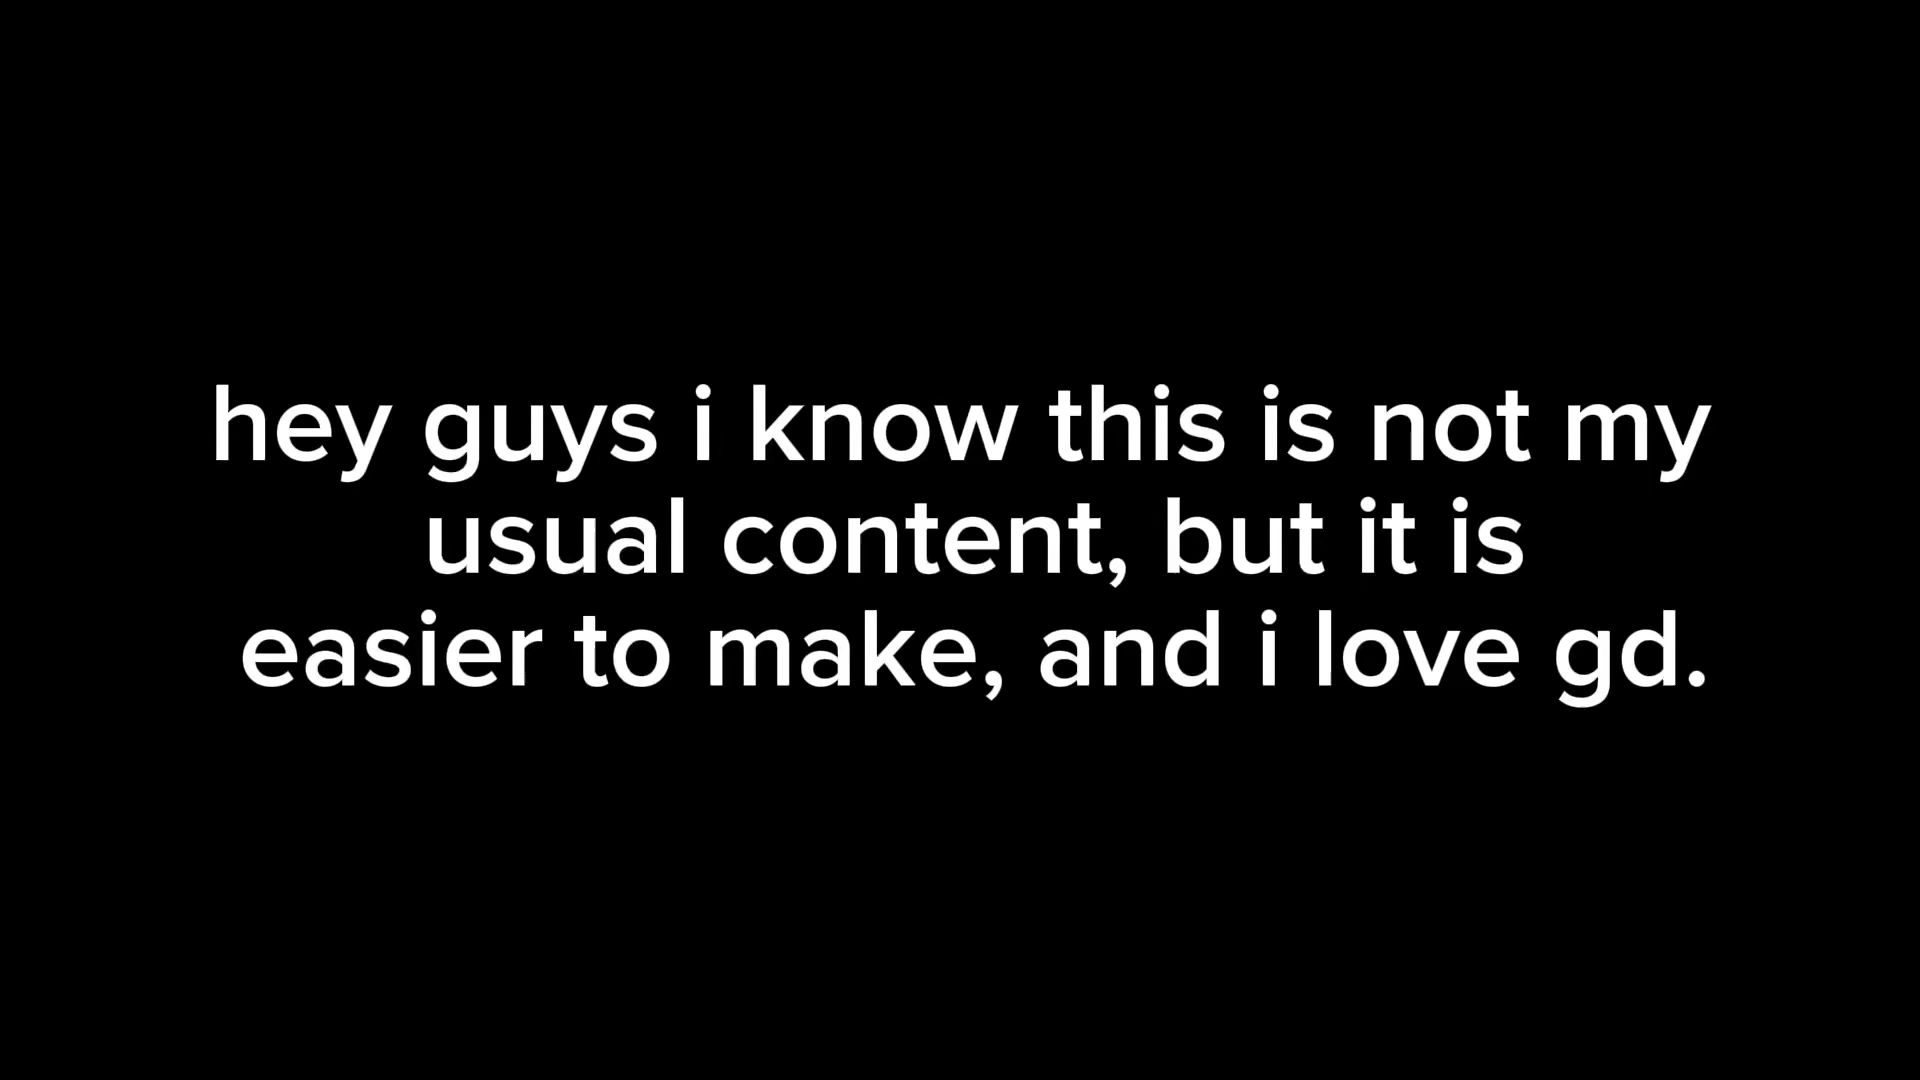 hey guys i know this is not my
usual content, but it is
easier to make, and i love gd.